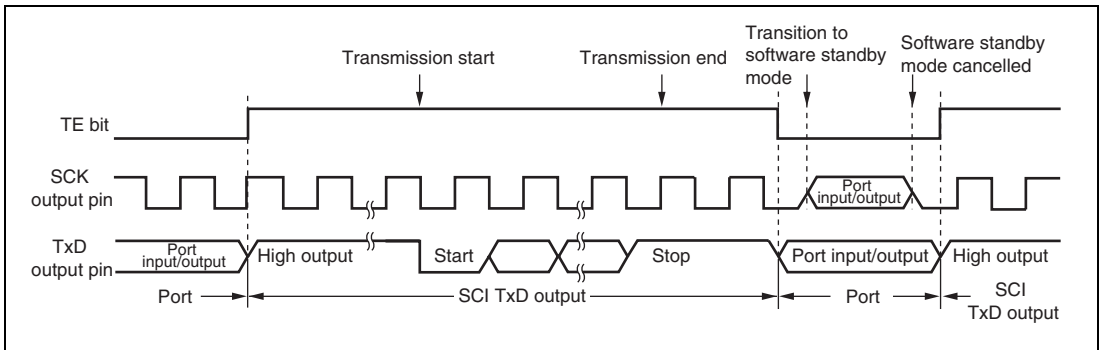 Transmission start
Transmission end
Transition to
software standby
mode
Software standby
mode cancelled
TE bit
SCK
output pin
Port
input/output
TxD
output pin
Port
input/output
High output
Start
Stop
Port input/output
High output
Port
SCI TxD output
Port
SCI
TxD output